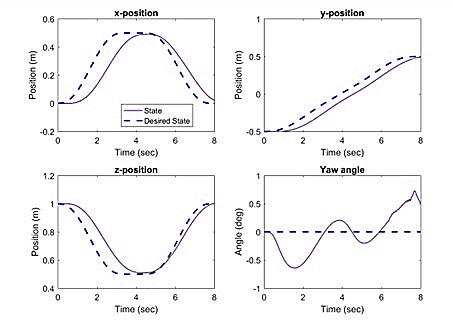 x-position
Position (m)
0.6
0.4
0.2
0
-0.2
0 2 4 6 8
Time (sec)
State
Desired State
y-position
Position (m)
1
0.5
0
-0.5
0 2 4 6 8
Time (sec)
z-position
Position (m)
1.2
1
0.8
0.6
0.4
0 2 4 6 8
Time (sec)
Yaw angle
Angle (deg)
1
0.5
0
-0.5
-1
0 2 4 6 8
Time (sec)